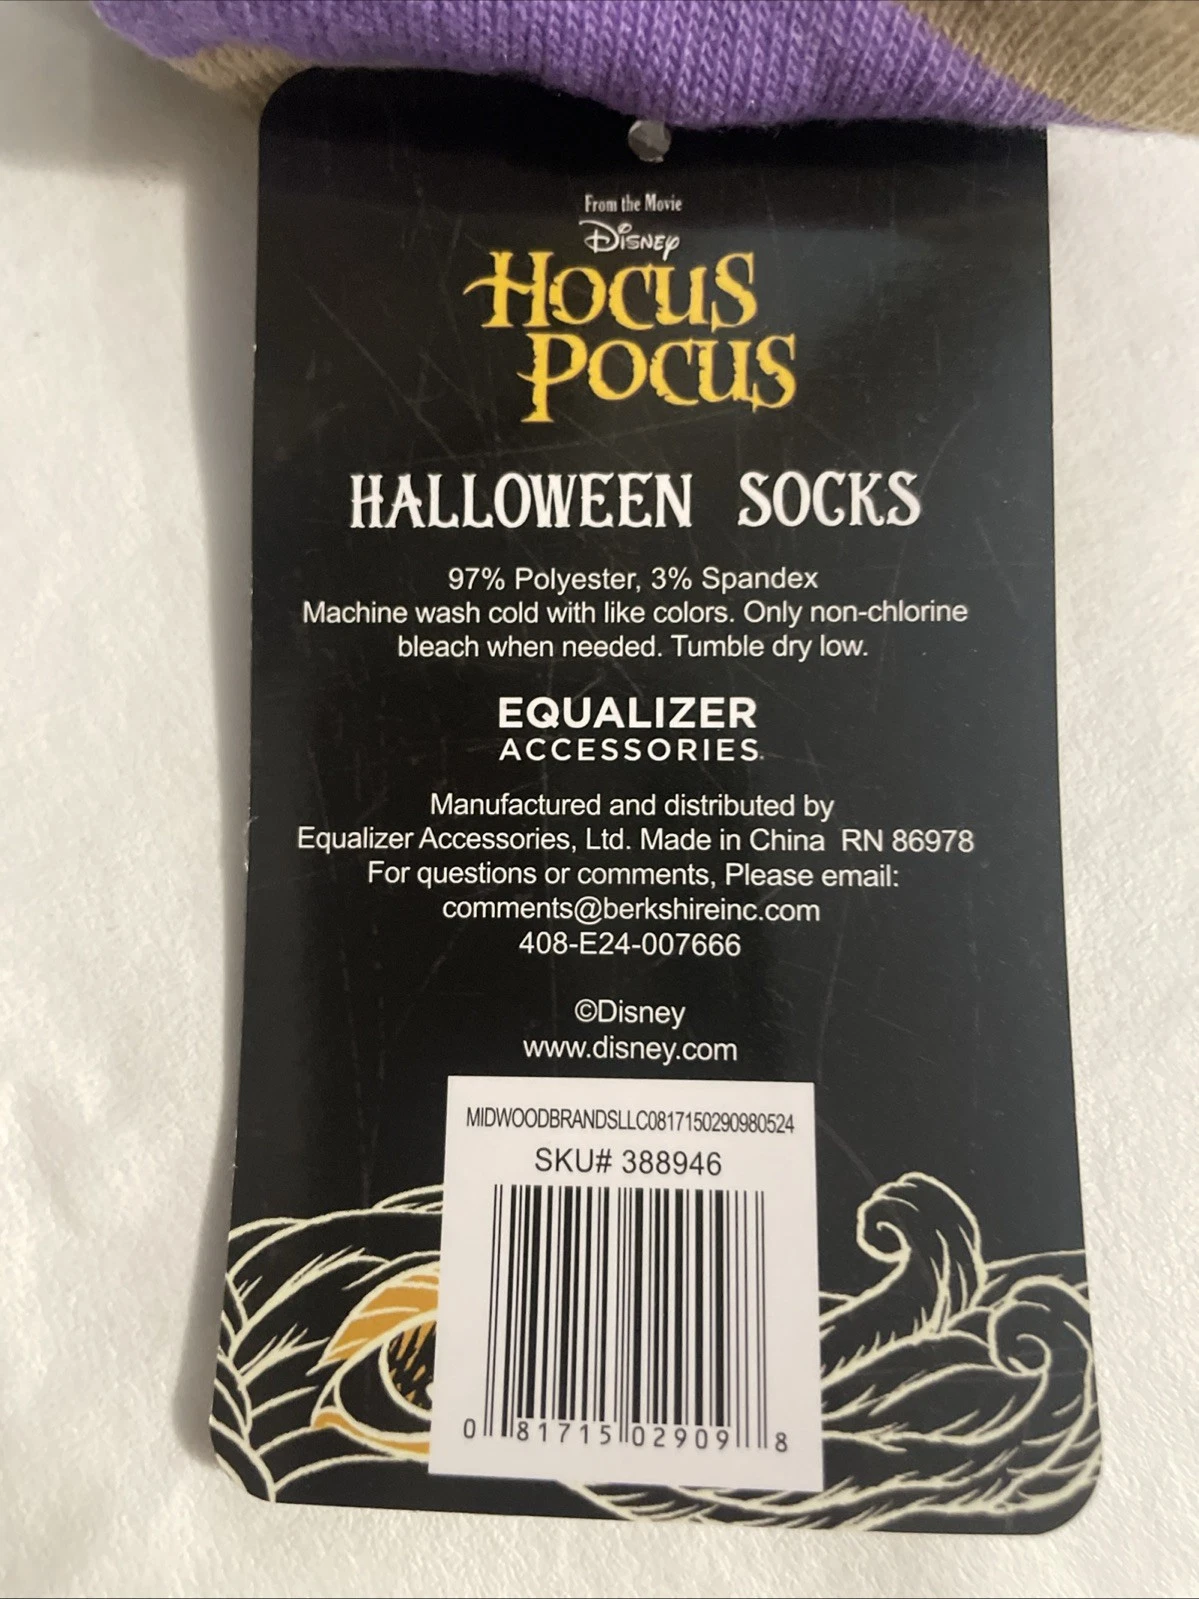 From the Movie
Disney
HOCUS
POCUS
HALLOWEEN SOCKS
97% Polyester, 3% Spandex
Machine wash cold with like colors. Only non-chlorine
bleach when needed. Tumble dry low.
EQUALIZER
ACCESSORIES.
Manufactured and distributed by
Equalizer Accessories, Ltd. Made in China RN 86978
For questions or comments, Please email:
comments@berkshireinc.com
408-E24-007666
©Disney
www.disney.com
MIDWOODBRANDSLLC0817150290980524
SKU# 388946
0 81715 02909 8